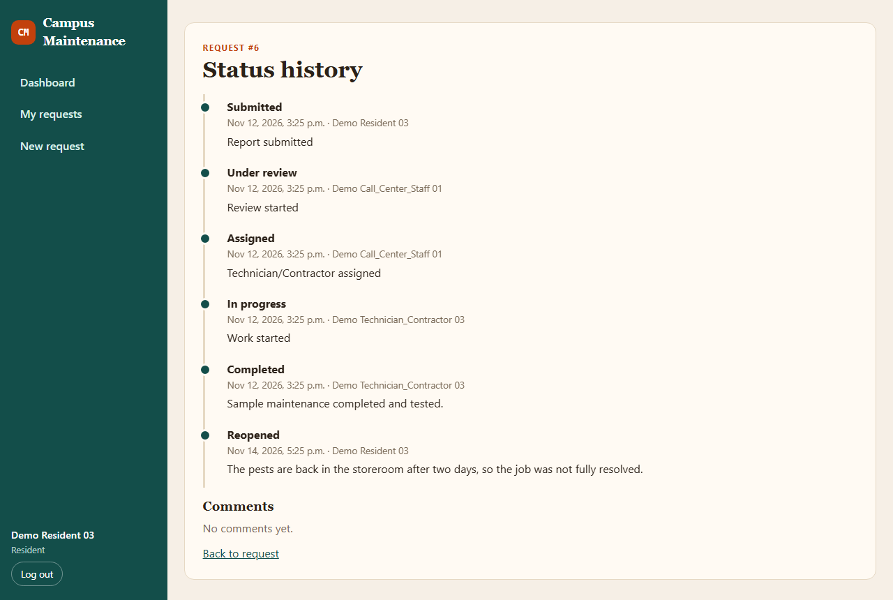 CM
Campus
Maintenance
Dashboard
My requests
New request
Demo Resident 03
Resident
Log out
REQUEST #6
Status history
Submitted
Nov 12, 2026, 3:25 p.m. · Demo Resident 03
Report submitted
Under review
Nov 12, 2026, 3:25 p.m. · Demo Call_Center_Staff 01
Review started
Assigned
Nov 12, 2026, 3:25 p.m. · Demo Call_Center_Staff 01
Technician/Contractor assigned
In progress
Nov 12, 2026, 3:25 p.m. · Demo Technician_Contractor 03
Work started
Completed
Nov 12, 2026, 3:25 p.m. · Demo Technician_Contractor 03
Sample maintenance completed and tested.
Reopened
Nov 14, 2026, 5:25 p.m. · Demo Resident 03
The pests are back in the storeroom after two days, so the job was not fully resolved.
Comments
No comments yet.
Back to request